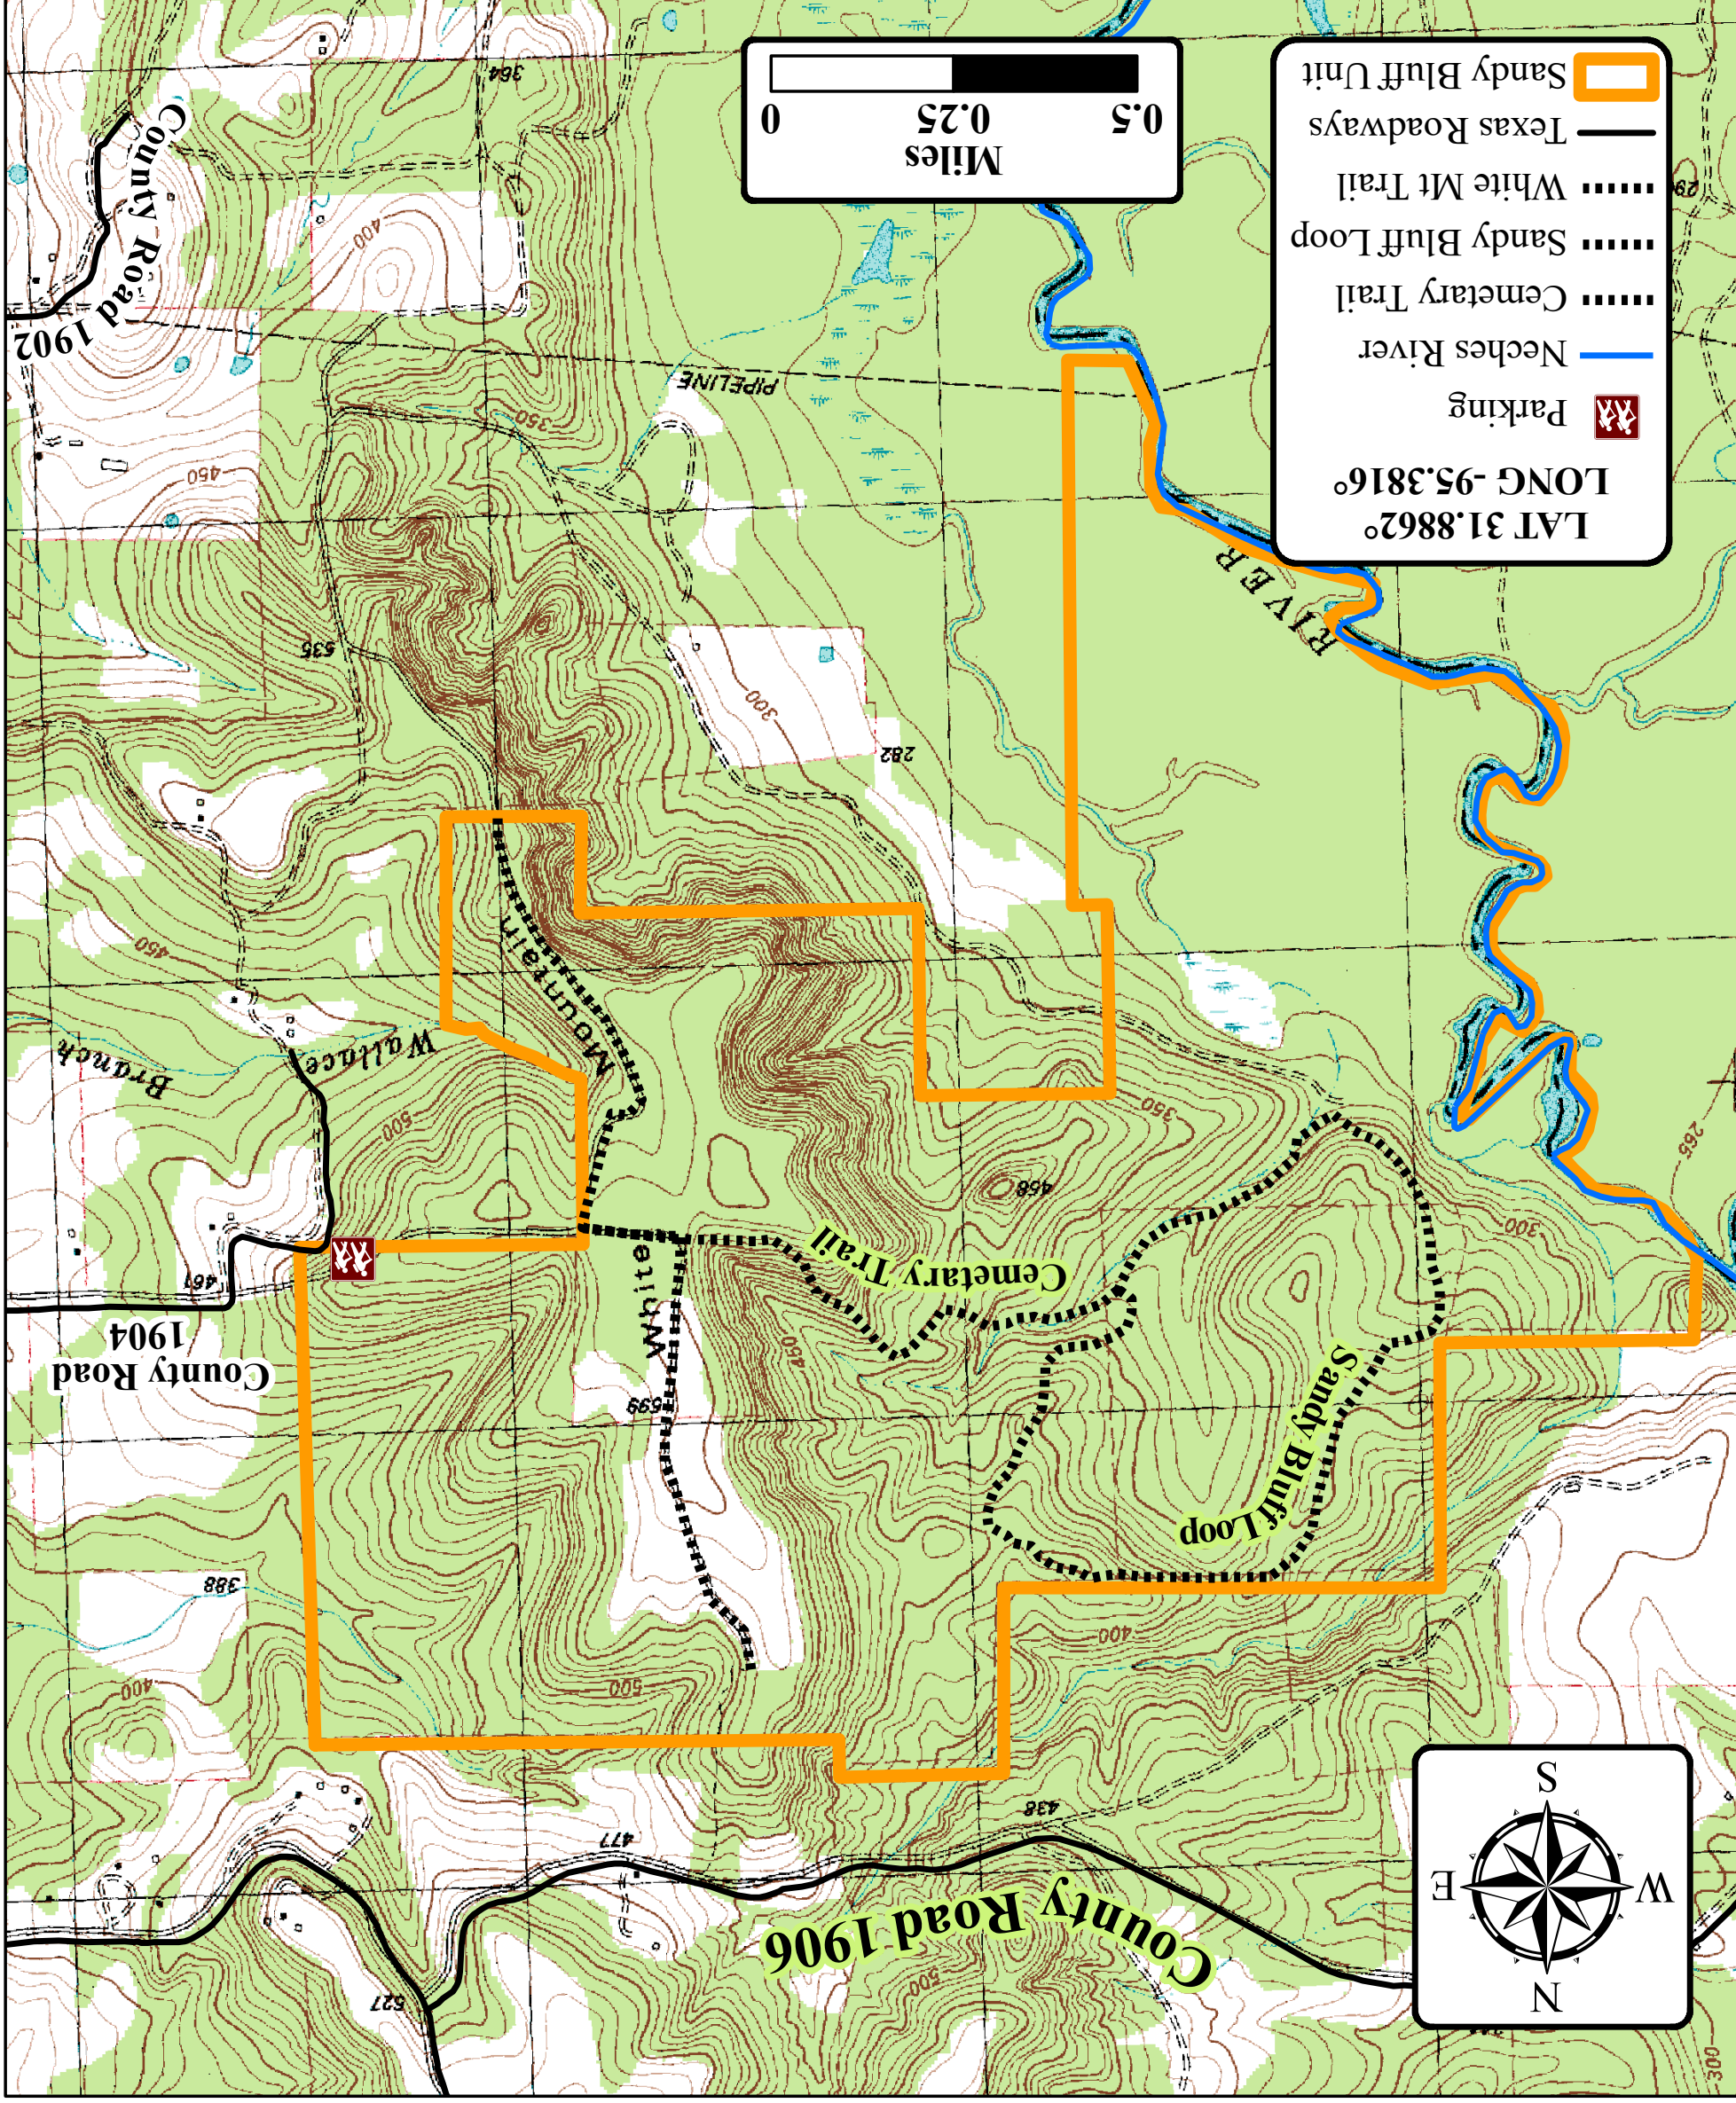 300
N
W E
S
500
527
County Road 1906
438
477
400
500
400
388
Sandy Bluff Loop
599
450
County Road
1904
461
White
Cemetary Trail
300
458
265
350
500
Wallace Branch
Mountain
450
282
300
535
RIVER
LAT 31.8862°
LONG -95.3816°
Parking
Neches River
Cemetary Trail
Sandy Bluff Loop
White Mt Trail
Texas Roadways
Sandy Bluff Unit
450
350
PIPELINE
County Road 1902
400
364
Miles
0.5 0.25 0